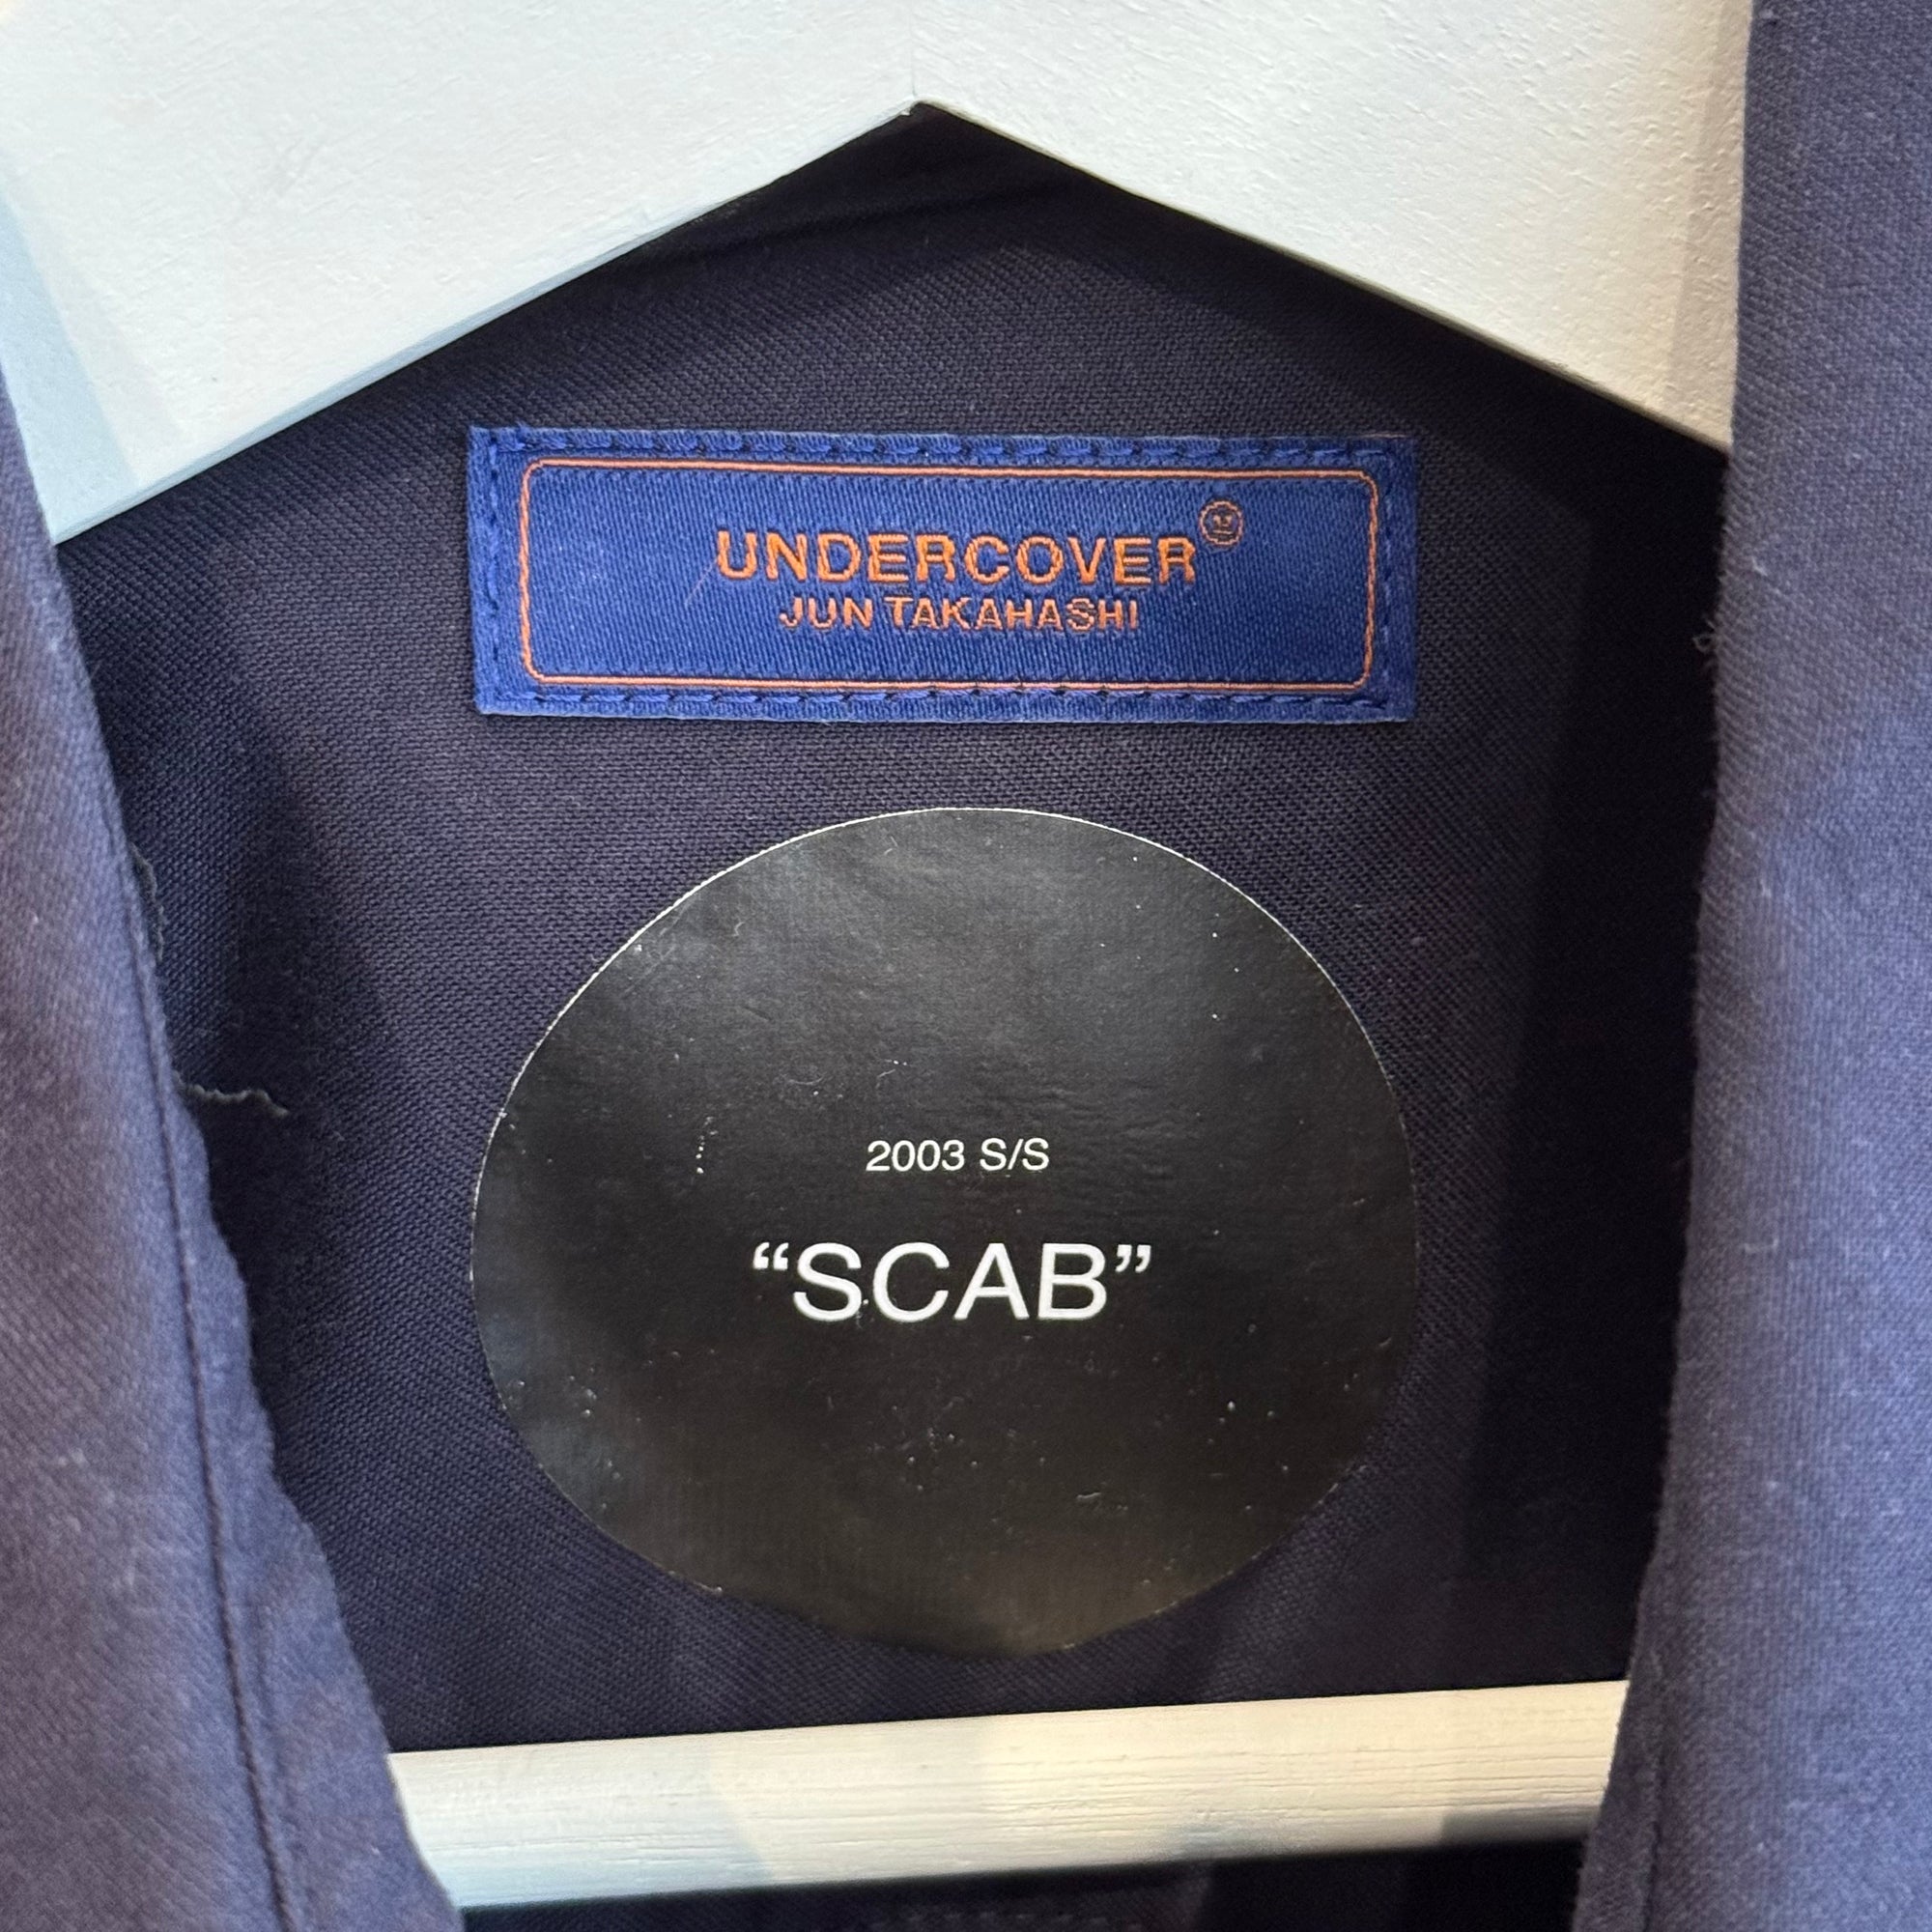 UNDERCOVER
JUN TAKAHASHI
2003 S/S
“SCAB”